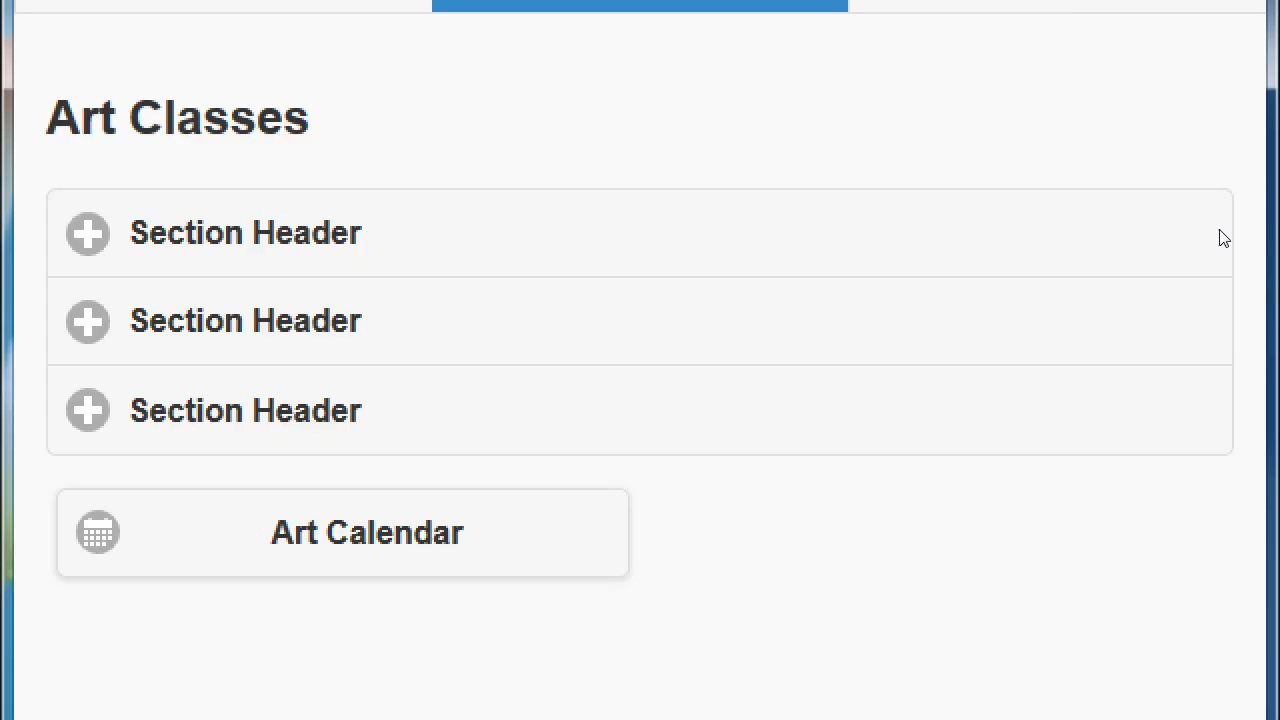 Art Classes
Section Header
Section Header
Section Header
Art Calendar